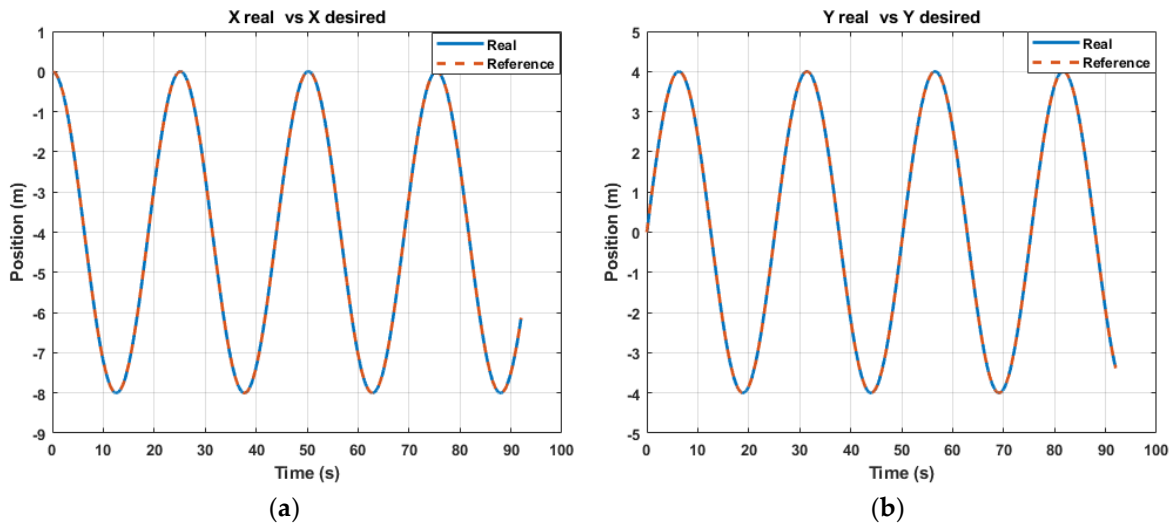 X real vs X desired
Real
Reference
Position (m)
1
0
-1
-2
-3
-4
-5
-6
-7
-8
-9
0 10 20 30 40 50 60 70 80 90 100
Time (s)
(a)
Y real vs Y desired
Real
Reference
Position (m)
5
4
3
2
1
0
-1
-2
-3
-4
-5
0 10 20 30 40 50 60 70 80 90 100
Time (s)
(b)